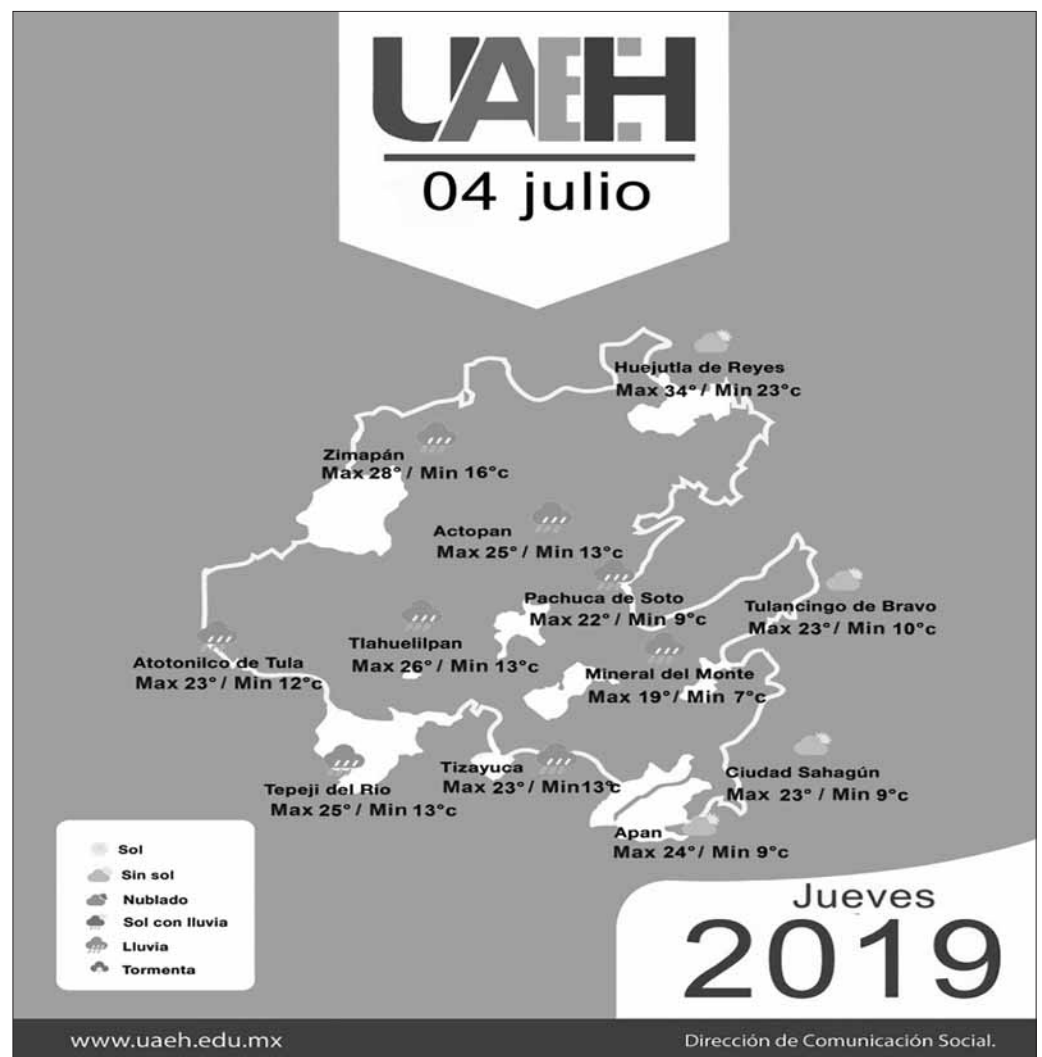 UAEH
04 julio
Huejutla de Reyes
Max 34° / Min 23°c
Zimapán
Max 28° / Min 16°c
Actopan
Max 25° / Min 13°c
Pachuca de Soto
Max 22° / Min 9°c
Tulancingo de Bravo
Max 23° / Min 10°c
Tlahuelilpan
Max 26° / Min 13°c
Atotonilco de Tula
Max 23° / Min 12°c
Mineral del Monte
Max 19° / Min 7°c
Tepeji del Río
Max 25° / Min 13°c
Tizayuca
Max 23° / Min13°c
Ciudad Sahagún
Max 23° / Min 9°c
Apan
Max 24° / Min 9°c
Sol
Sin sol
Nublado
Sol con lluvia
Lluvia
Tormenta
Jueves
2019
www.uaeh.edu.mx
Dirección de Comunicación Social.